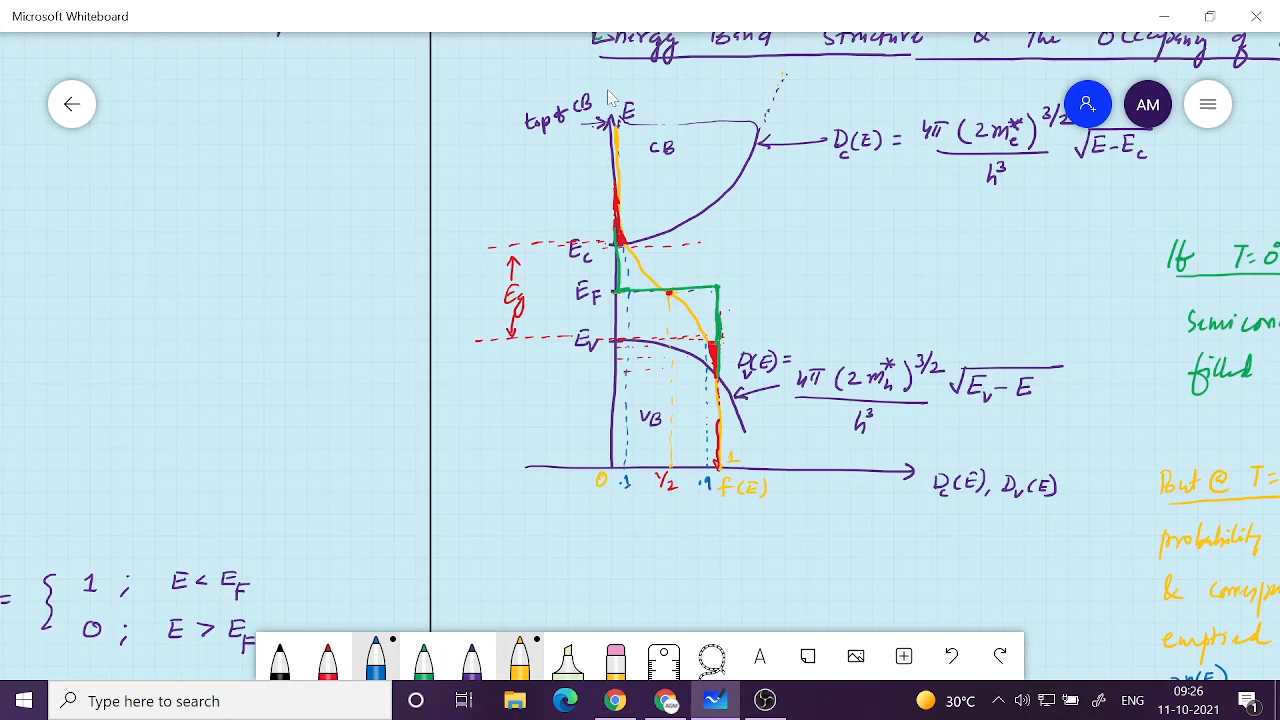 Microsoft Whiteboard
Energy Band Structure & The Occupancy of
top of CB E
CB
D_c(E) = 4π (2m_e*)^3/2 / h³ √E-E_c
AM
E_c
E_g
E_F
E_v
D_v(E) = 4π (2m_h*)^3/2 / h³ √E_v - E
VB
0 .1 1/2 .9 1
f(E)
D_c(E), D_v(E)
If T=0°
Semicon
filled
But @ T=
probability
&
emptied
= { 1 ; E < E_F
0 ; E > E_F
A
Type here to search
AGM
30°C
ENG
09:26
11-10-2021
1